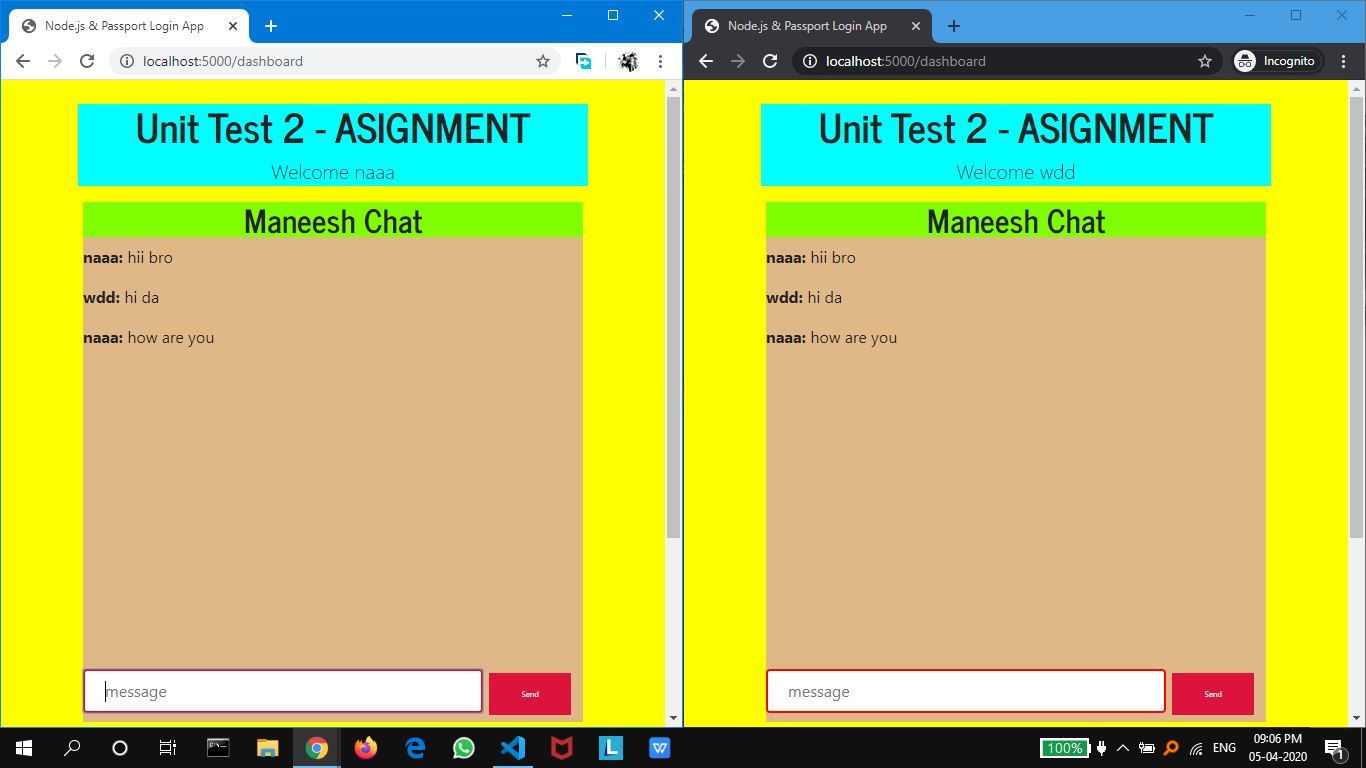 Node.js & Passport Login App
localhost:5000/dashboard
Unit Test 2 - ASIGNMENT
Welcome naaa
Maneesh Chat
naaa: hii bro
wdd: hi da
naaa: how are you
message
Send
Node.js & Passport Login App
localhost:5000/dashboard
Incognito
Unit Test 2 - ASIGNMENT
Welcome wdd
Maneesh Chat
naaa: hii bro
wdd: hi da
naaa: how are you
message
Send
100%
ENG
09:06 PM
05-04-2020
1